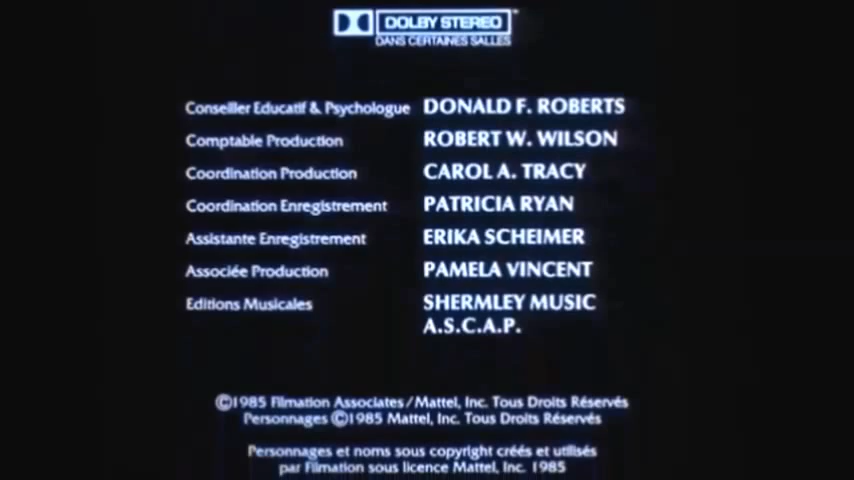 DOLBY STEREO
DANS CERTAINES SALLES
Conseiller Educatif & Psychologue DONALD F. ROBERTS
Comptable Production ROBERT W. WILSON
Coordination Production CAROL A. TRACY
Coordination Enregistrement PATRICIA RYAN
Assistante Enregistrement ERIKA SCHEIMER
Associée Production PAMELA VINCENT
Editions Musicales SHERMLEY MUSIC
A.S.C.A.P.
©1985 Filmation Associates/Mattel, Inc. Tous Droits Réservés
Personnages ©1985 Mattel, Inc. Tous Droits Réservés
Personnages et noms sous copyright créés et utilisés
par Filmation sous licence Mattel, Inc. 1985